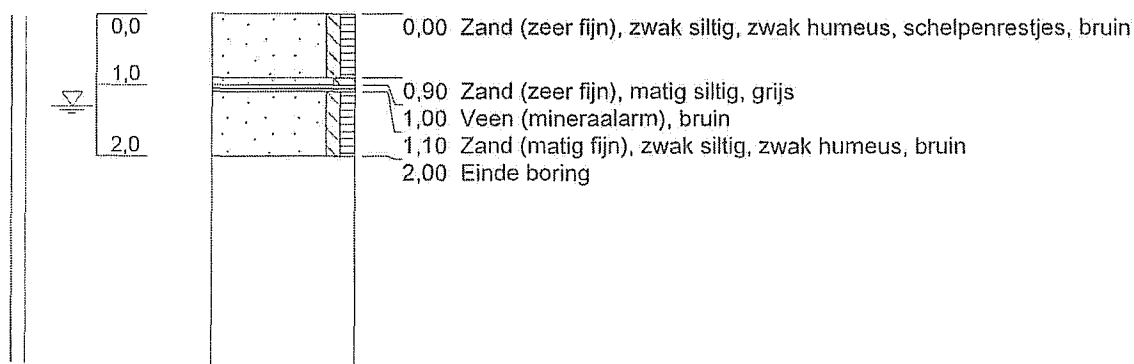 0,0
1,0
2,0
0,00 Zand (zeer fijn), zwak siltig, zwak humeus, schelpenrestjes, bruin
0,90 Zand (zeer fijn), matig siltig, grijs
1,00 Veen (mineraalarm), bruin
1,10 Zand (matig fijn), zwak siltig, zwak humeus, bruin
2,00 Einde boring